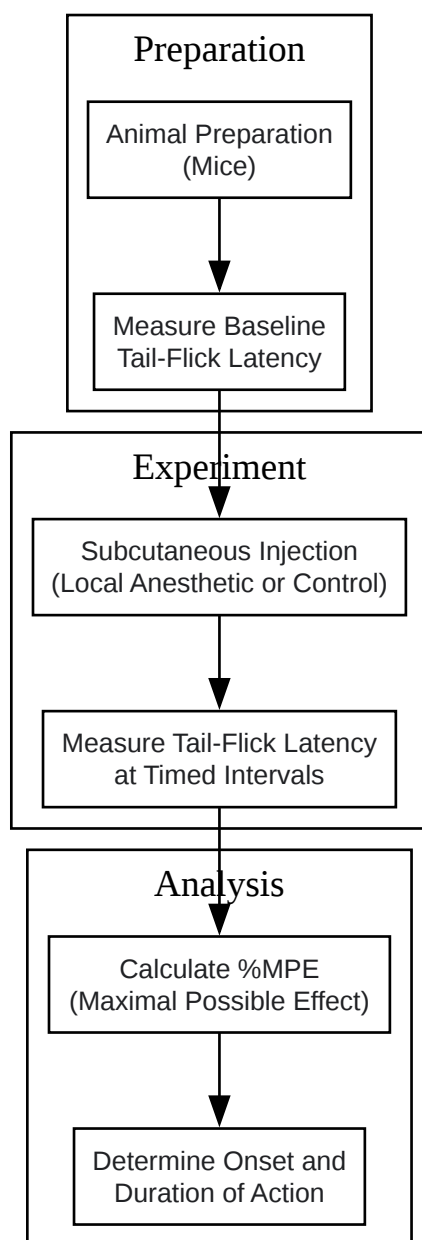 Preparation
Animal Preparation
(Mice)
Measure Baseline
Tail-Flick Latency
Experiment
Subcutaneous Injection
(Local Anesthetic or Control)
Measure Tail-Flick Latency
at Timed Intervals
Analysis
Calculate %MPE
(Maximal Possible Effect)
Determine Onset and
Duration of Action